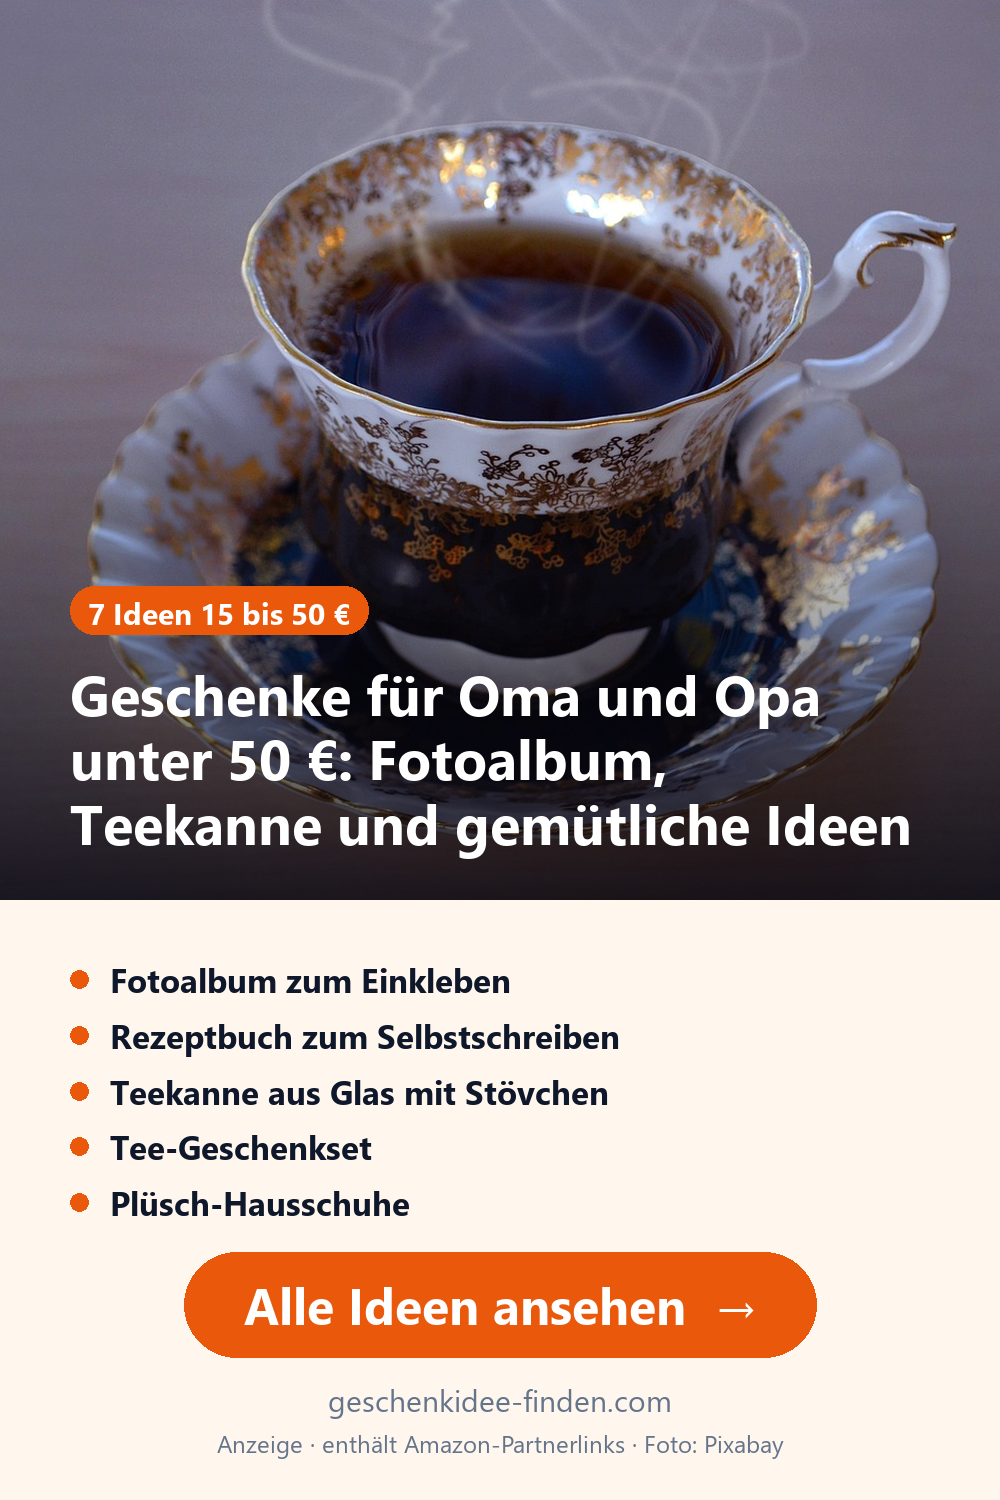 7 Ideen 15 bis 50 €
Geschenke für Oma und Opa
unter 50 €: Fotoalbum,
Teekanne und gemütliche Ideen
Fotoalbum zum Einkleben
Rezeptbuch zum Selbstschreiben
Teekanne aus Glas mit Stövchen
Tee-Geschenkset
Plüsch-Hausschuhe
Alle Ideen ansehen →
geschenkidee-finden.com
Anzeige · enthält Amazon-Partnerlinks · Foto: Pixabay